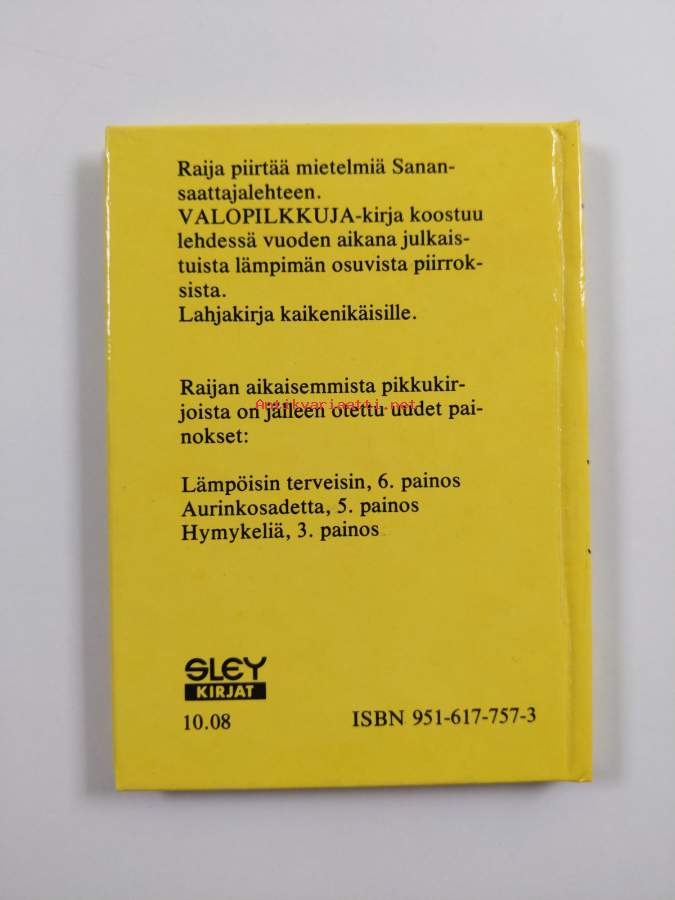 Raija piirtää mietelmiä Sanan-
saattajalehteen.
VALOPILKKUJA-kirja koostuu
lehdessä vuoden aikana julkais-
tuista lämpimän osuvista piirrok-
sista.
Lahjakirja kaikenikäisille.
Raijan aikaisemmista pikkukir-
joista on jälleen otettu uudet pai-
Antikvariaatti.net
nokset:
Lämpöisin terveisin, 6. painos
Aurinkosadetta, 5. painos
Hymykeliä, 3. painos
SLEY
KIRJAT
10.08 ISBN 951-617-757-3